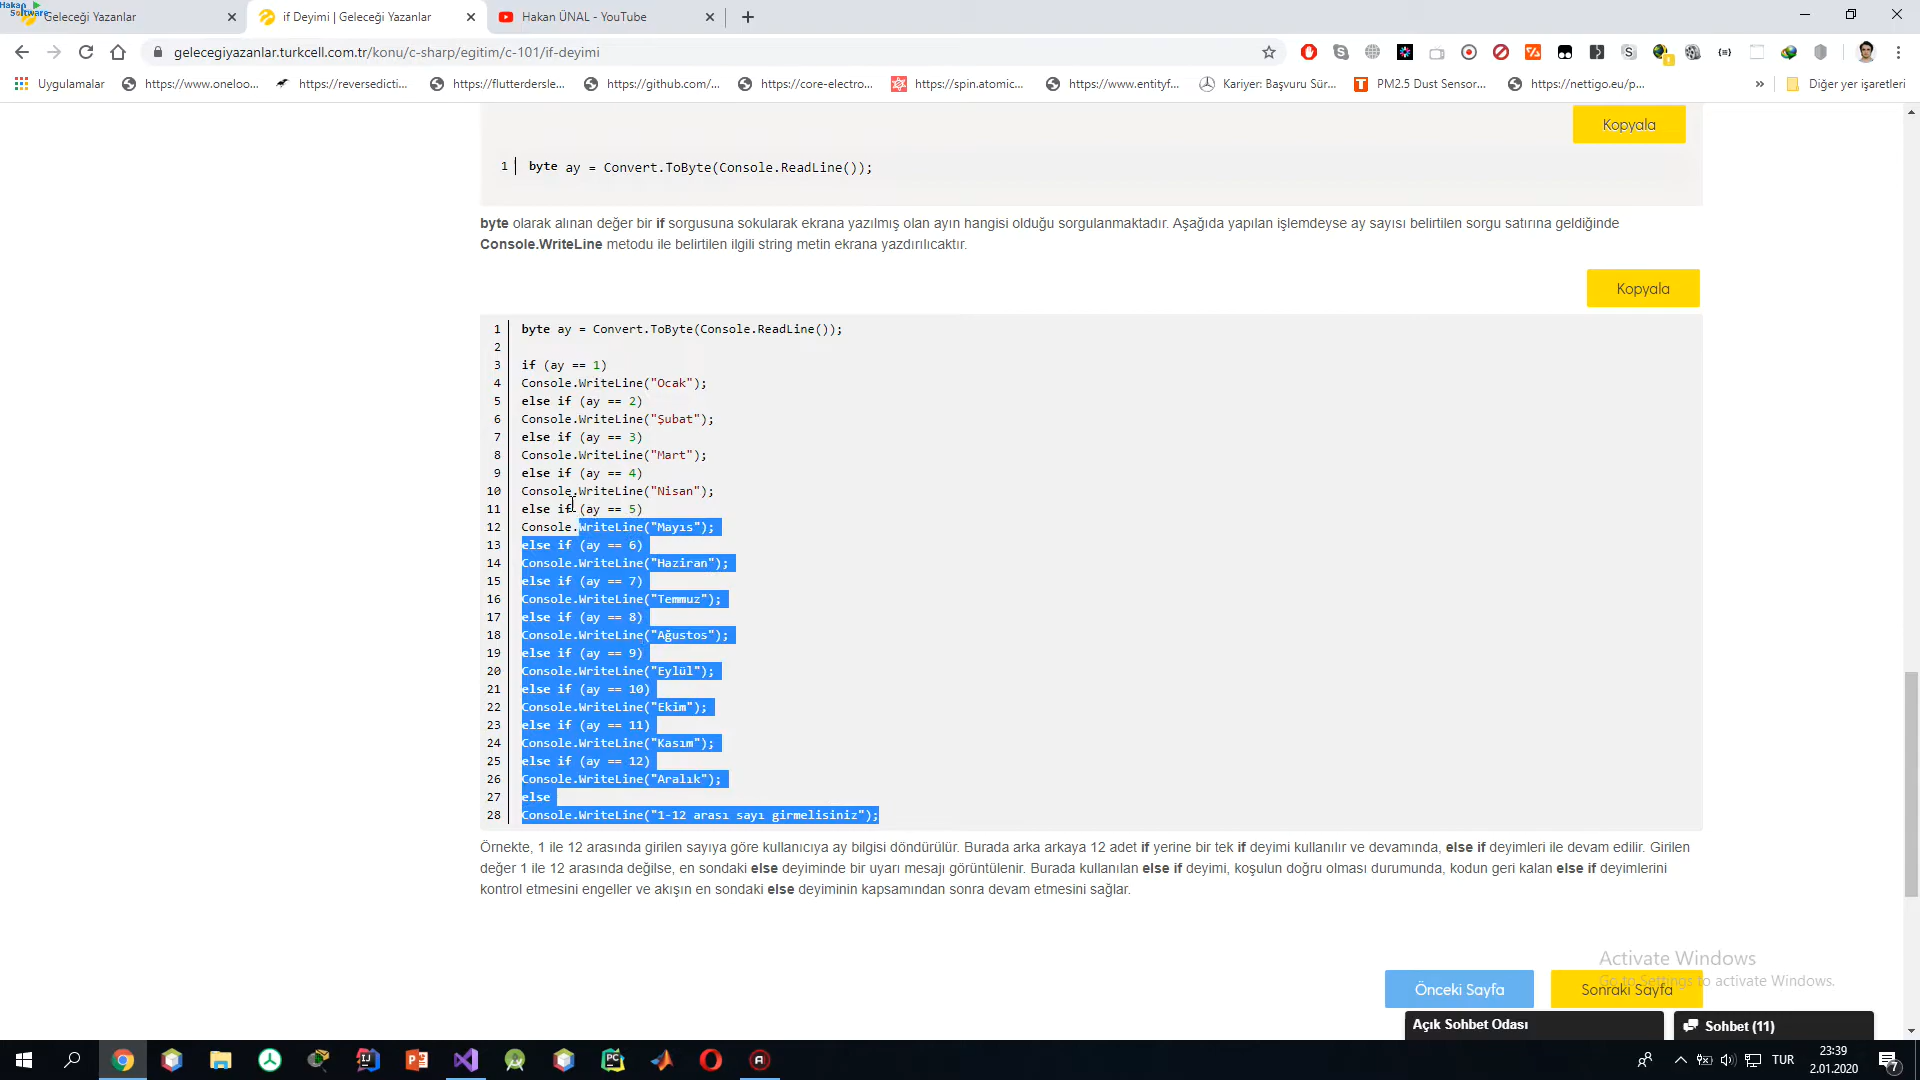 Hakan
Software
Geleceği Yazanlar
if Deyimi | Geleceği Yazanlar
Hakan ÜNAL - YouTube
gelecegiyazanlar.turkcell.com.tr/konu/c-sharp/egitim/c-101/if-deyimi
Uygulamalar
https://www.oneloo...
https://reversedicti...
https://flutterdersle...
https://github.com/...
https://core-electro...
https://spin.atomic...
https://www.entityf...
Kariyer: Başvuru Sür...
PM2.5 Dust Sensor...
https://nettigo.eu/p...
»
Diğer yer işaretleri
Kopyala
1 byte ay = Convert.ToByte(Console.ReadLine());
byte olarak alınan değer bir if sorgusuna sokularak ekrana yazılmış olan ayın hangisi olduğu sorgulanmaktadır. Aşağıda yapılan işlemdeyse ay sayısı belirtilen sorgu satırına geldiğinde
Console.WriteLine metodu ile belirtilen ilgili string metin ekrana yazdırılıcaktır.
Kopyala
1 byte ay = Convert.ToByte(Console.ReadLine());
2
3 if (ay == 1)
4 Console.WriteLine("Ocak");
5 else if (ay == 2)
6 Console.WriteLine("Şubat");
7 else if (ay == 3)
8 Console.WriteLine("Mart");
9 else if (ay == 4)
10 Console.WriteLine("Nisan");
11 else if (ay == 5)
12 Console.WriteLine("Mayıs");
13 else if (ay == 6)
14 Console.WriteLine("Haziran");
15 else if (ay == 7)
16 Console.WriteLine("Temmuz");
17 else if (ay == 8)
18 Console.WriteLine("Ağustos");
19 else if (ay == 9)
20 Console.WriteLine("Eylül");
21 else if (ay == 10)
22 Console.WriteLine("Ekim");
23 else if (ay == 11)
24 Console.WriteLine("Kasım");
25 else if (ay == 12)
26 Console.WriteLine("Aralık");
27 else
28 Console.WriteLine("1-12 arası sayı girmelisiniz");
Örnekte, 1 ile 12 arasında girilen sayıya göre kullanıcıya ay bilgisi döndürülür. Burada arka arkaya 12 adet if yerine bir tek if deyimi kullanılır ve devamında, else if deyimleri ile devam edilir. Girilen
değer 1 ile 12 arasında değilse, en sondaki else deyiminde bir uyarı mesajı görüntülenir. Burada kullanılan else if deyimi, koşulun doğru olması durumunda, kodun geri kalan else if deyimlerini
kontrol etmesini engeller ve akışın en sondaki else deyiminin kapsamından sonra devam etmesini sağlar.
Activate Windows
Go to Settings to activate Windows.
Önceki Sayfa
Sonraki Sayfa
Açık Sohbet Odası
Sohbet (11)
TUR
23:39
2.01.2020
7